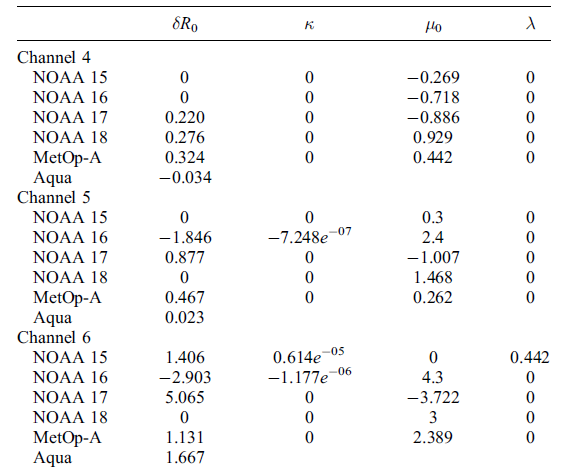 δR₀ κ μ₀ λ
Channel 4
NOAA 15 0 0 −0.269 0
NOAA 16 0 0 −0.718 0
NOAA 17 0.220 0 −0.886 0
NOAA 18 0.276 0 0.929 0
MetOp-A 0.324 0 0.442 0
Aqua −0.034
Channel 5
NOAA 15 0 0 0.3 0
NOAA 16 −1.846 −7.248e⁻⁰⁷ 2.4 0
NOAA 17 0.877 0 −1.007 0
NOAA 18 0 0 1.468 0
MetOp-A 0.467 0 0.262 0
Aqua 0.023
Channel 6
NOAA 15 1.406 0.614e⁻⁰⁵ 0 0.442
NOAA 16 −2.903 −1.177e⁻⁰⁶ 4.3 0
NOAA 17 5.065 0 −3.722 0
NOAA 18 0 0 3 0
MetOp-A 1.131 0 2.389 0
Aqua 1.667